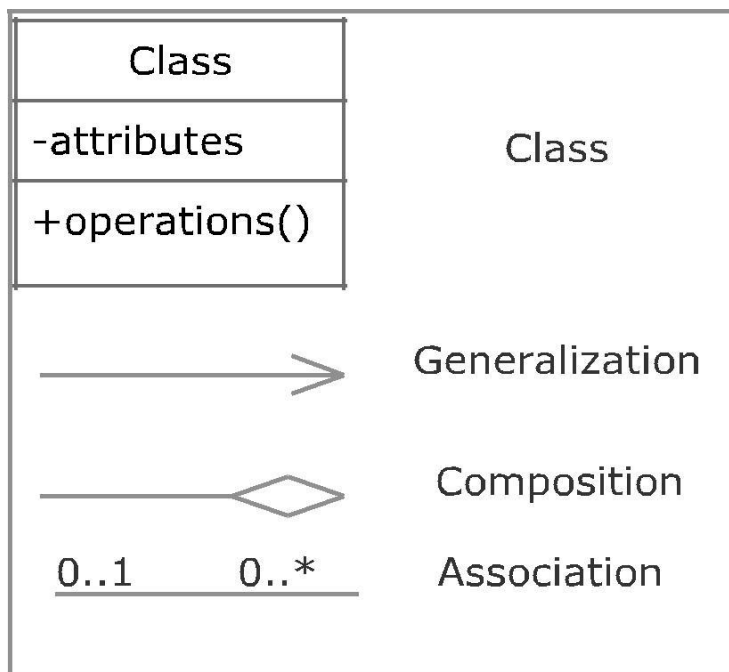 Class
-attributes
Class
+operations()
Generalization
Composition
0..1 0..* Association